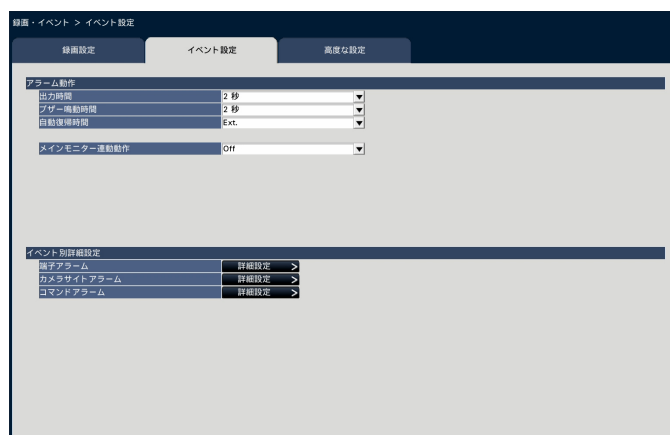 録画・イベント > イベント設定
録画設定 イベント設定 高度な設定
アラーム動作
出力時間 2 秒
ブザー鳴動時間 2 秒
自動復帰時間 Ext.
メインモニター連動動作 Off
イベント別詳細設定
端子アラーム 詳細設定 >
カメラサイトアラーム 詳細設定 >
コマンドアラーム 詳細設定 >